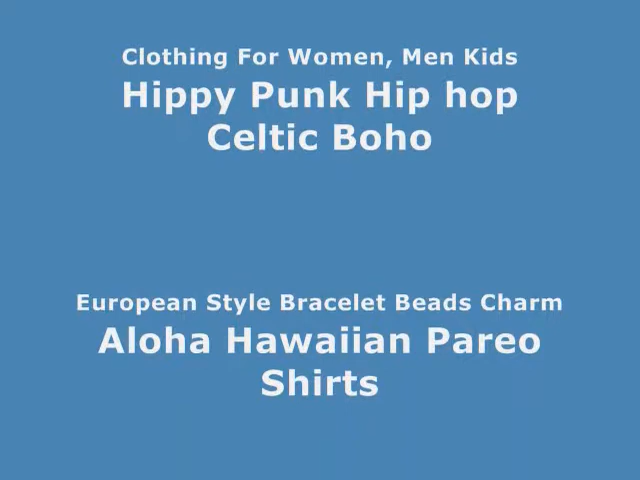 Clothing For Women, Men Kids
Hippy Punk Hip hop
Celtic Boho
European Style Bracelet Beads Charm
Aloha Hawaiian Pareo
Shirts